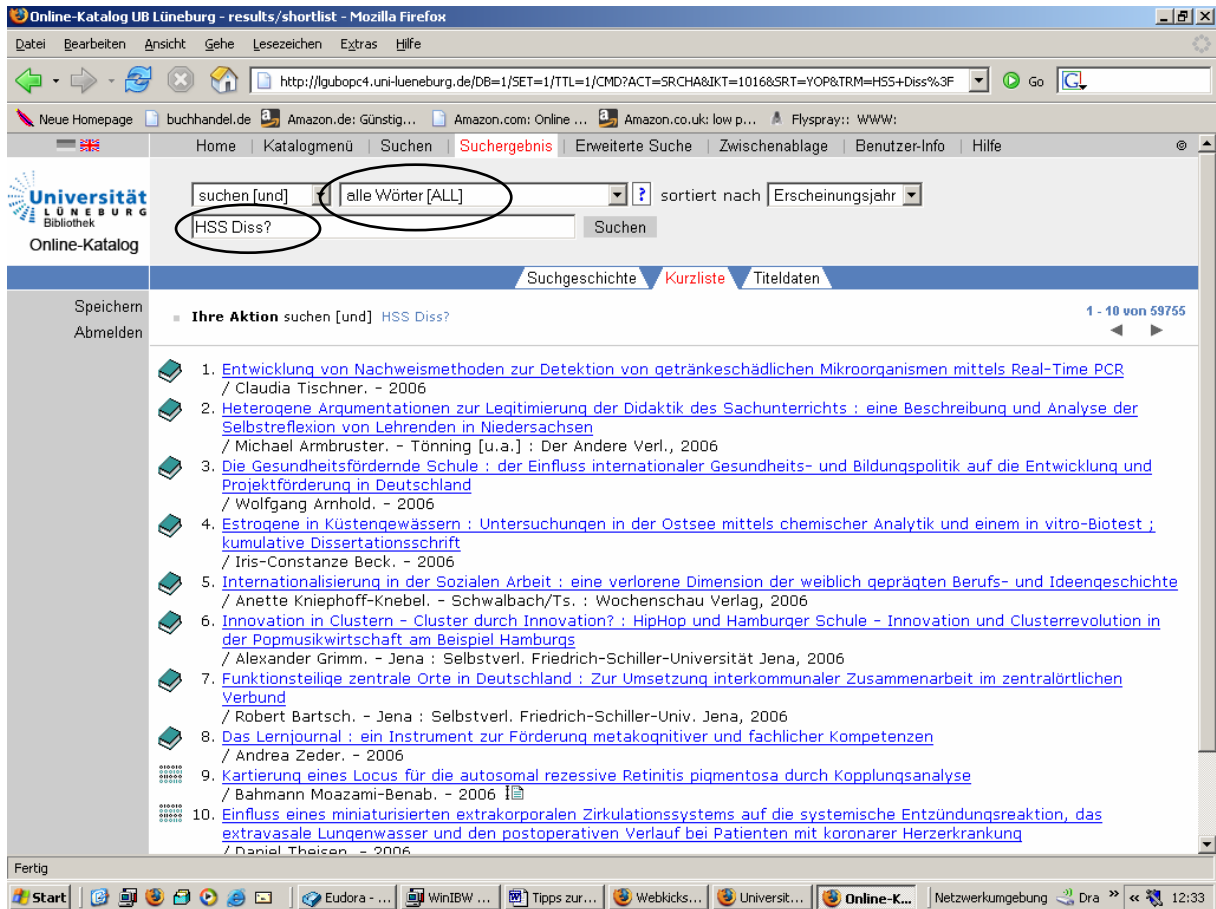 Online-Katalog UB Lüneburg - results/shortlist - Mozilla Firefox
Datei Bearbeiten Ansicht Gehe Lesezeichen Extras Hilfe
http://lgubopc4.uni-lueneburg.de/DB=1/SET=1/TTL=1/CMD?ACT=SRCHA&IKT=1016&SRT=YOP&TRM=HSS+Diss%3F Go G
Neue Homepage buchhandel.de Amazon.de: Günstig... Amazon.com: Online ... Amazon.co.uk: low p... Flyspray:: WWW:
Home | Katalogmenü | Suchen | Suchergebnis | Erweiterte Suche | Zwischenablage | Benutzer-Info | Hilfe
Universität
LÜNEBURG
Bibliothek
Online-Katalog
suchen [und] alle Wörter [ALL] ? sortiert nach Erscheinungsjahr
HSS Diss? Suchen
Suchgeschichte Kurzliste Titeldaten
Speichern
Abmelden
Ihre Aktion suchen [und] HSS Diss? 1 - 10 von 59755
1. Entwicklung von Nachweismethoden zur Detektion von getränkeschädlichen Mikroorganismen mittels Real-Time PCR
/ Claudia Tischner. - 2006
2. Heterogene Argumentationen zur Legitimierung der Didaktik des Sachunterrichts : eine Beschreibung und Analyse der
Selbstreflexion von Lehrenden in Niedersachsen
/ Michael Armbruster. - Tönning [u.a.] : Der Andere Verl., 2006
3. Die Gesundheitsfördernde Schule : der Einfluss internationaler Gesundheits- und Bildungspolitik auf die Entwicklung und
Projektförderung in Deutschland
/ Wolfgang Arnhold. - 2006
4. Estrogene in Küstengewässern : Untersuchungen in der Ostsee mittels chemischer Analytik und einem in vitro-Biotest ;
kumulative Dissertationsschrift
/ Iris-Constanze Beck. - 2006
5. Internationalisierung in der Sozialen Arbeit : eine verlorene Dimension der weiblich geprägten Berufs- und Ideengeschichte
/ Anette Kniephoff-Knebel. - Schwalbach/Ts. : Wochenschau Verlag, 2006
6. Innovation in Clustern - Cluster durch Innovation? : HipHop und Hamburger Schule - Innovation und Clusterrevolution in
der Popmusikwirtschaft am Beispiel Hamburgs
/ Alexander Grimm. - Jena : Selbstverl. Friedrich-Schiller-Universität Jena, 2006
7. Funktionsteilige zentrale Orte in Deutschland : Zur Umsetzung interkommunaler Zusammenarbeit im zentralörtlichen
Verbund
/ Robert Bartsch. - Jena : Selbstverl. Friedrich-Schiller-Univ. Jena, 2006
8. Das Lernjournal : ein Instrument zur Förderung metakognitiver und fachlicher Kompetenzen
/ Andrea Zeder. - 2006
9. Kartierung eines Locus für die autosomal rezessive Retinitis pigmentosa durch Kopplungsanalyse
/ Bahmann Moazami-Benab. - 2006
10. Einfluss eines miniaturisierten extrakorporalen Zirkulationssystems auf die systemische Entzündungsreaktion, das
extravasale Lungenwasser und den postoperativen Verlauf bei Patienten mit koronarer Herzerkrankung
/ Daniel Theisen. - 2006
Fertig
Start Eudora - ... WinIBW ... Tipps zur... Webkicks... Universit... Online-K... Netzwerkumgebung Dra » « 12:33